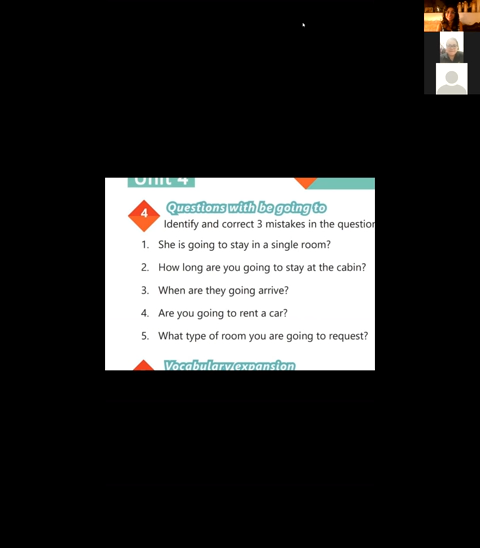 Unit 4
4
Questions with be going to
Identify and correct 3 mistakes in the question
1. She is going to stay in a single room?
2. How long are you going to stay at the cabin?
3. When are they going arrive?
4. Are you going to rent a car?
5. What type of room you are going to request?
Vocabulary expansion